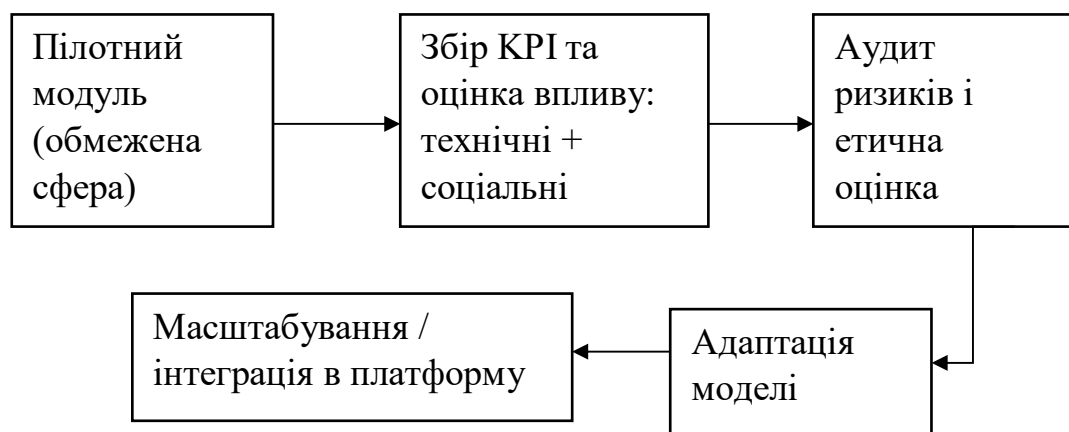 Пілотний
модуль
(обмежена
сфера)
Збір KPI та
оцінка впливу:
технічні +
соціальні
Аудит
ризиків і
етична
оцінка
Адаптація
моделі
Масштабування /
інтеграція в платформу